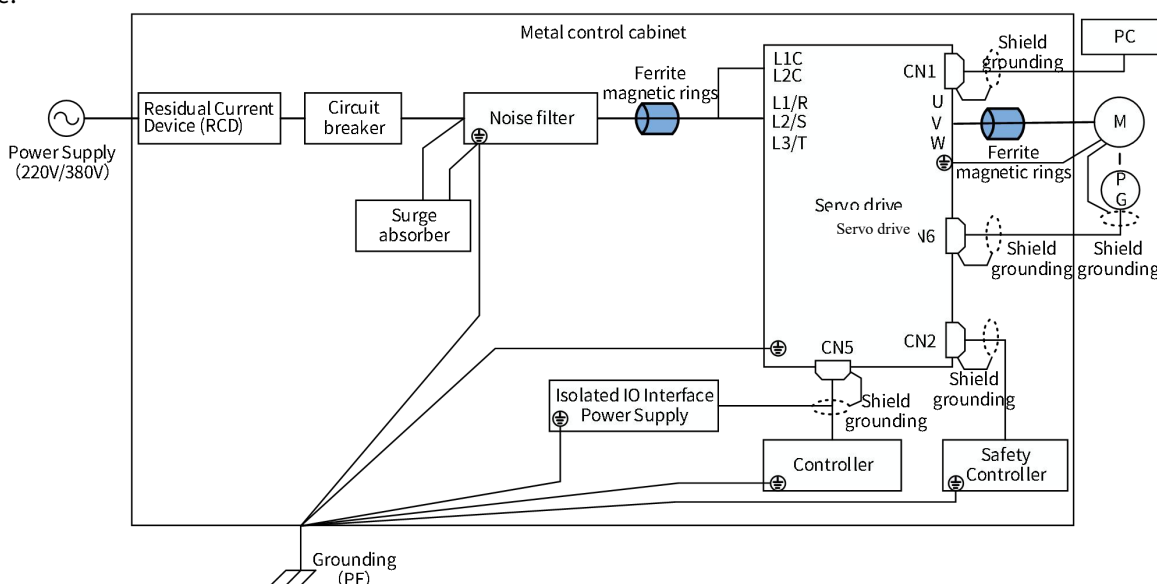 e.
Metal control cabinet
PC
Shield
grounding
L1C
L2C
CN1
Ferrite
magnetic rings
Residual Current
Device (RCD)
Circuit
breaker
Noise filter
L1/R
L2/S
L3/T
U
V
W
M
Power Supply
(220V/380V)
Ferrite
magnetic rings
P
G
Surge
absorber
Servo drive
Servo drive
N6
Shield
grounding
Shield
grounding
CN5
CN2
Shield
grounding
Isolated IO Interface
Power Supply
Shield
grounding
Controller
Safety
Controller
Grounding
(PE)